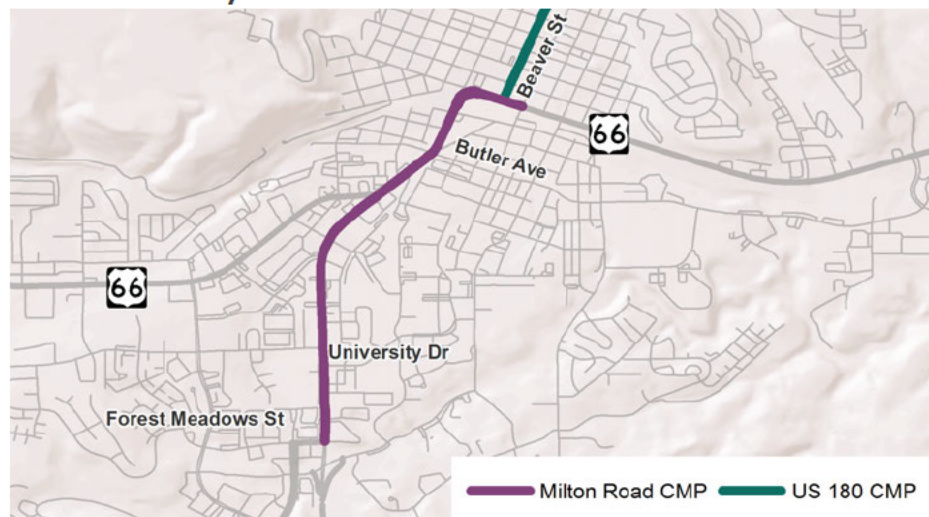 Beaver St
66
Butler Ave
66
University Dr
Forest Meadows St
Milton Road CMP
US 180 CMP